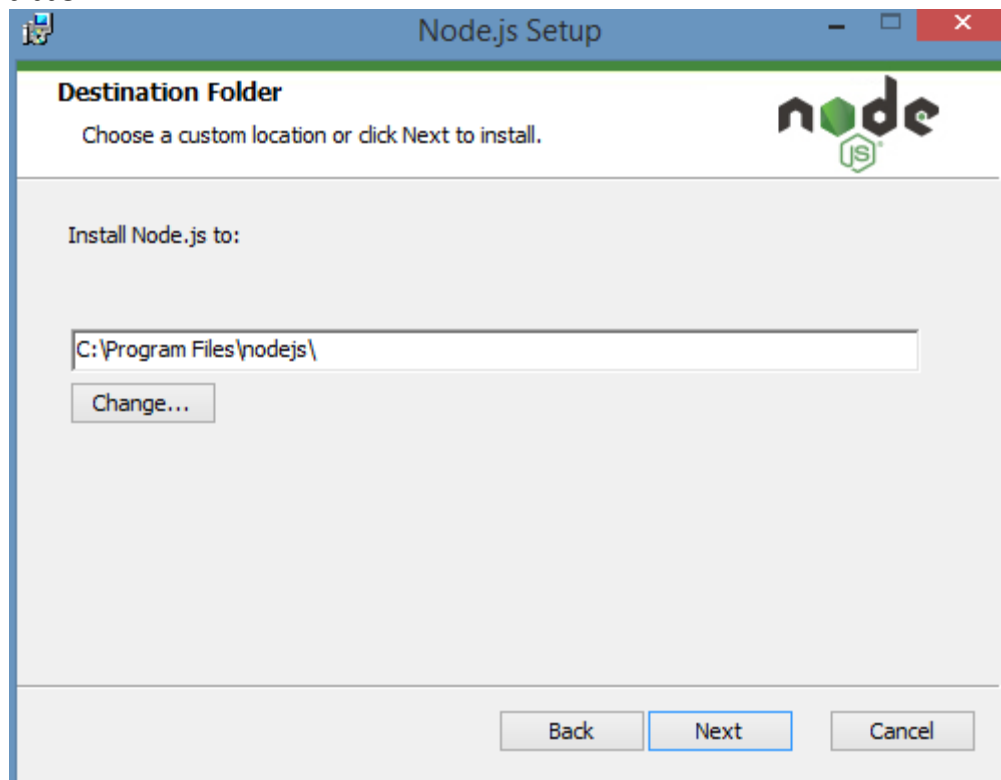 Node.js Setup
Destination Folder
Choose a custom location or click Next to install.
node
JS
Install Node.js to:
C:\Program Files\nodejs\
Change...
Back Next Cancel